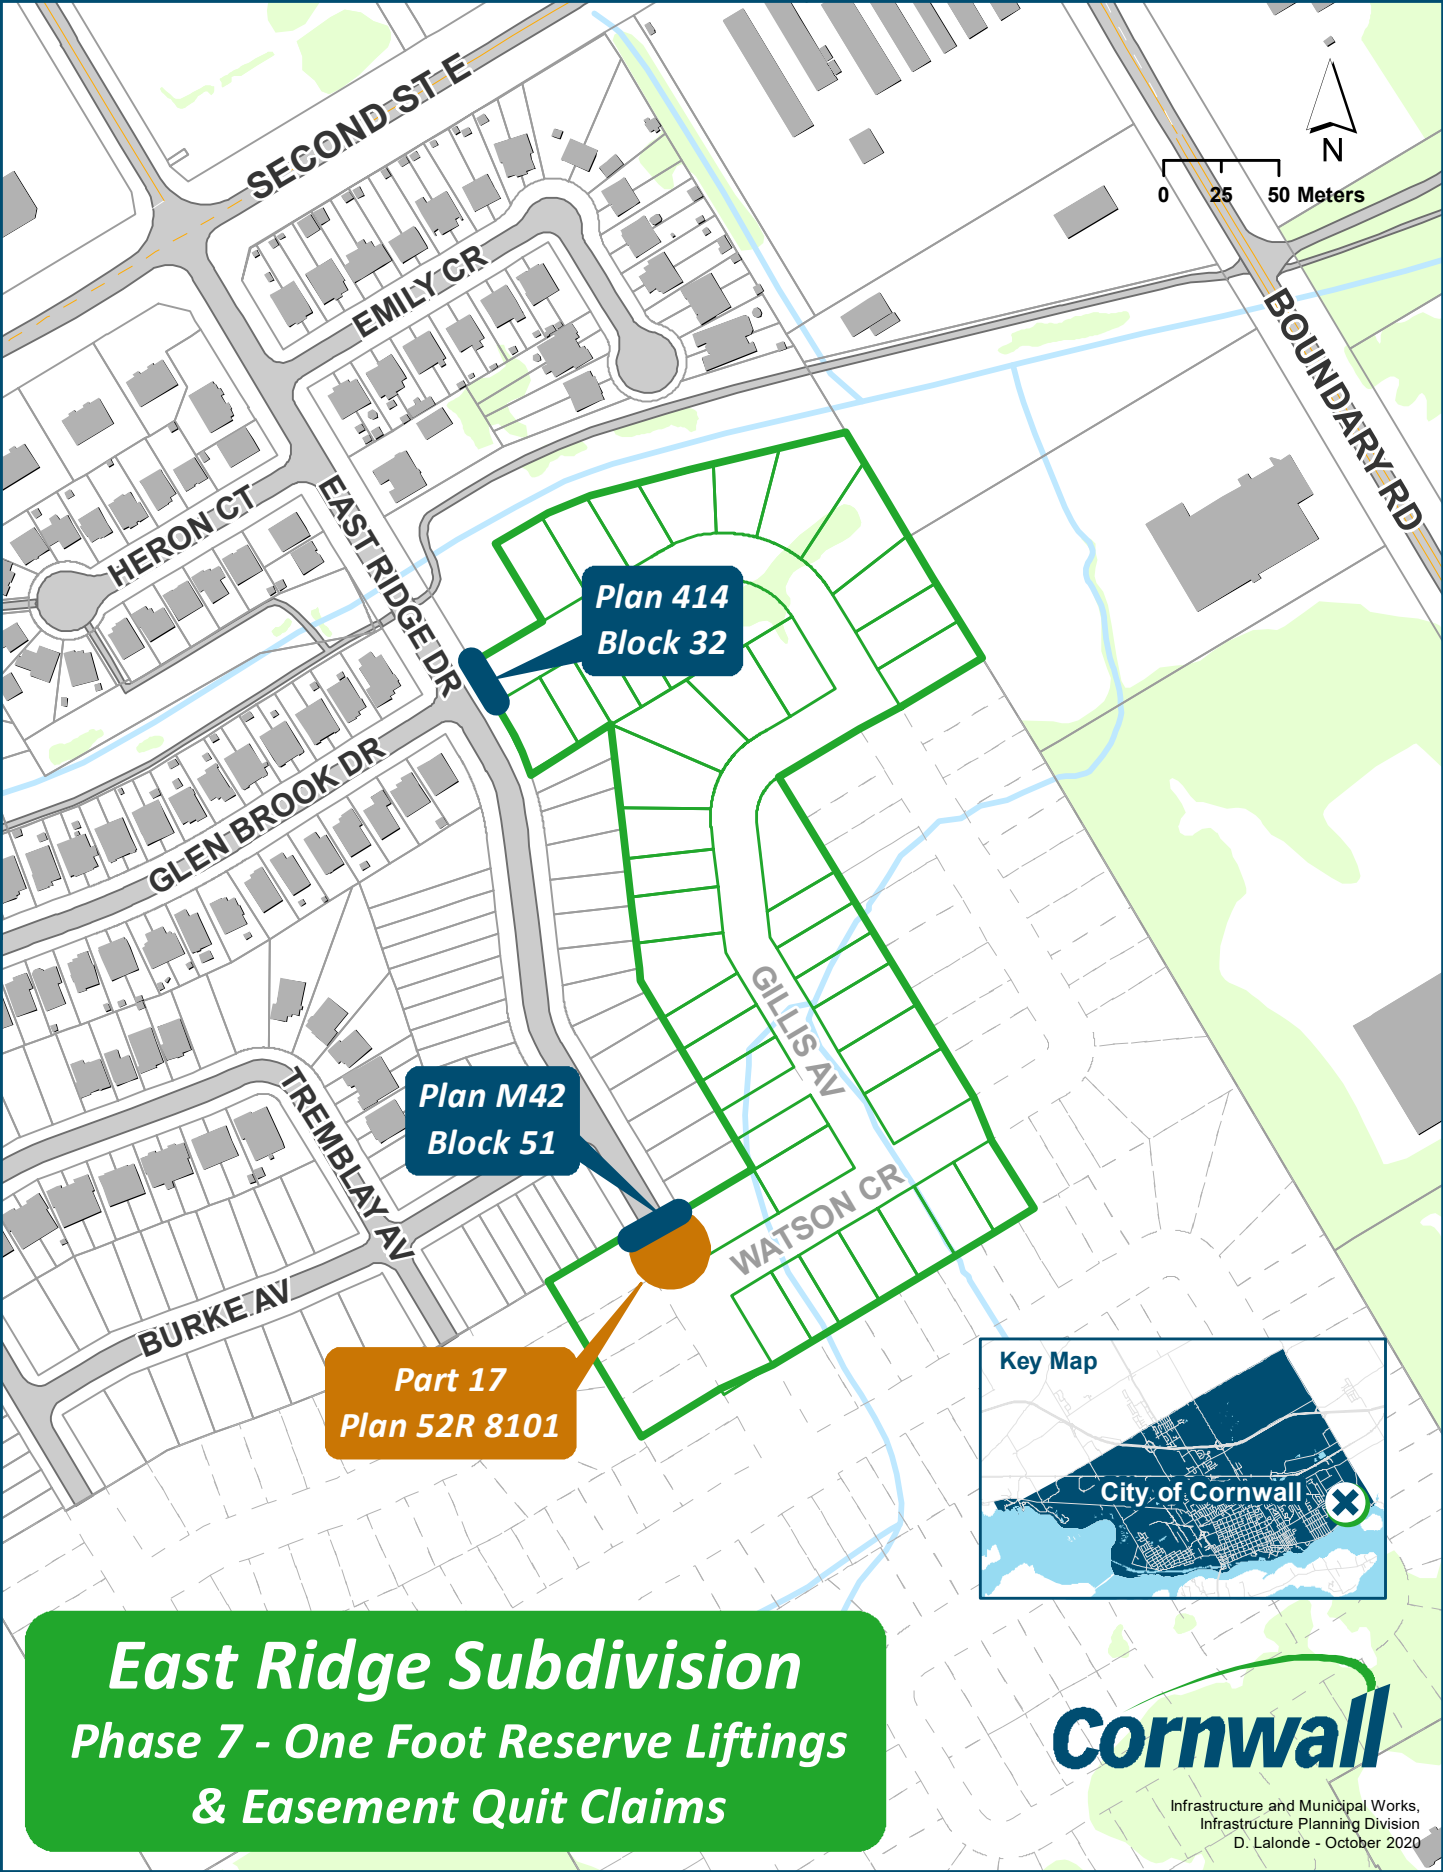 SECOND ST E
N
0 25 50 Meters
EMILY CR
BOUNDARY RD
HERON CT
EAST RIDGE DR
Plan 414
Block 32
GLEN BROOK DR
GILLIS AV
Plan M42
Block 51
TREMBLAY AV
WATSON CR
BURKE AV
Part 17
Plan 52R 8101
Key Map
City of Cornwall
East Ridge Subdivision
Phase 7 - One Foot Reserve Liftings
& Easement Quit Claims
Cornwall
Infrastructure and Municipal Works,
Infrastructure Planning Division
D. Lalonde - October 2020